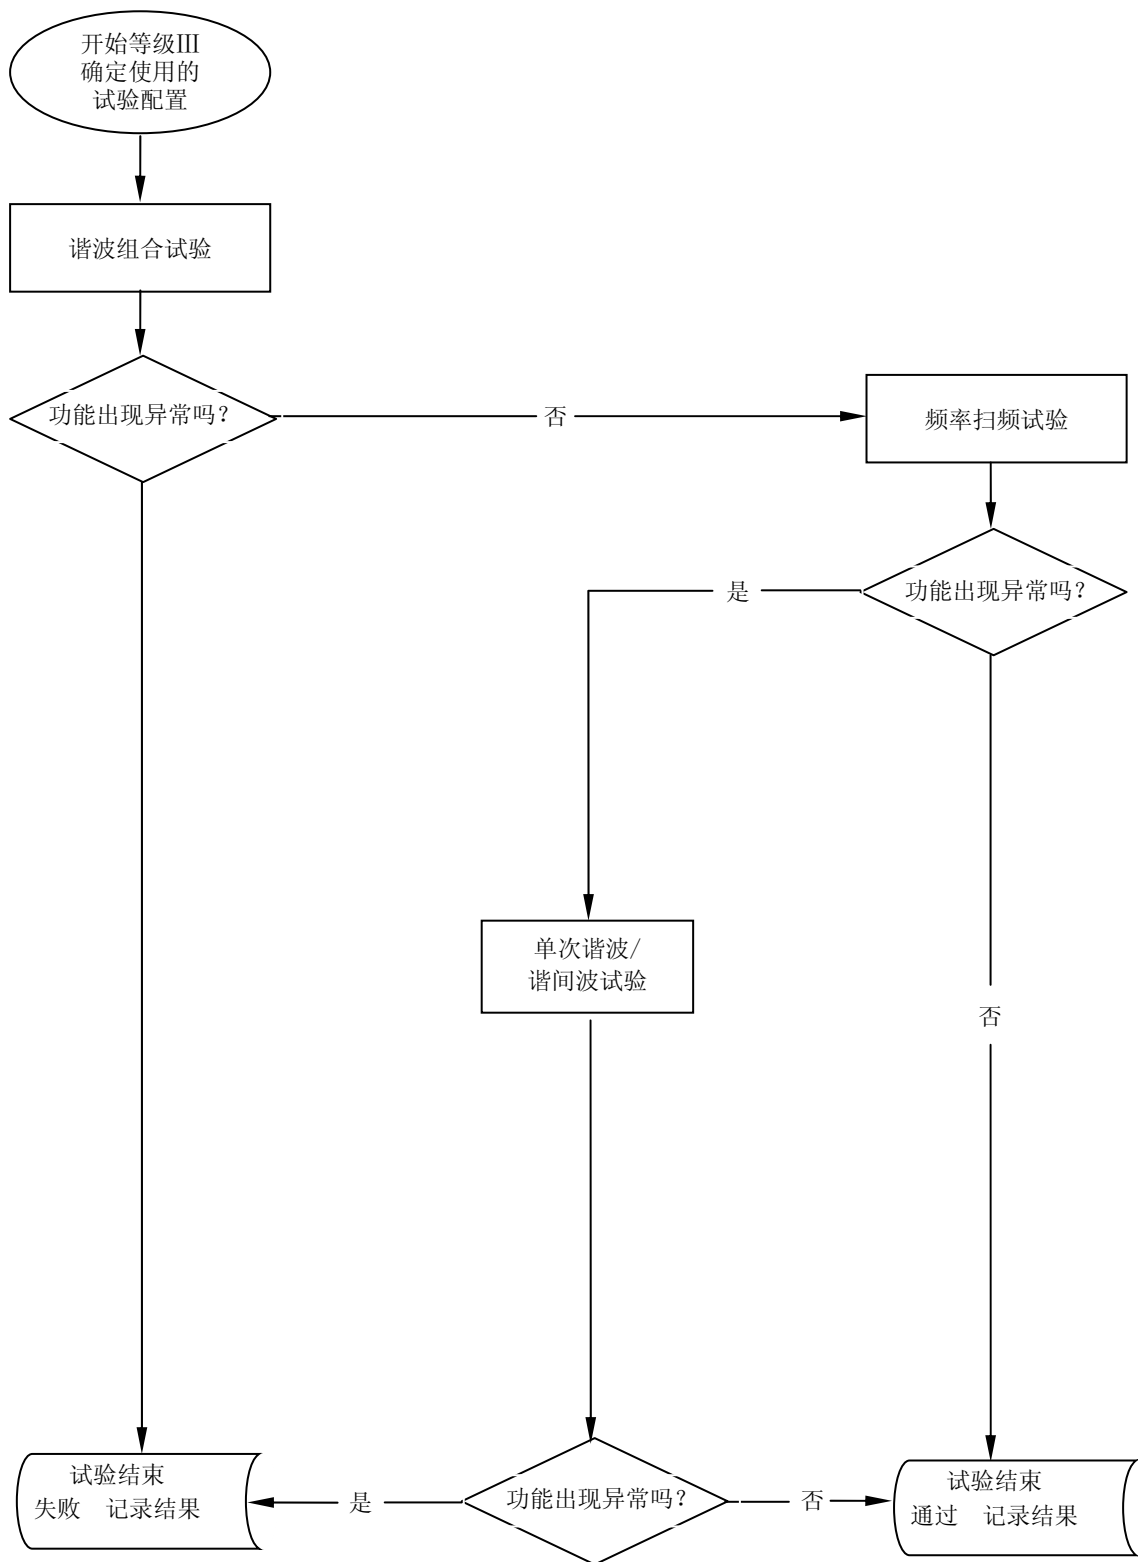 开始等级Ⅲ
确定使用的
试验配置
谐波组合试验
功能出现异常吗？
否
频率扫频试验
是
功能出现异常吗？
单次谐波/
谐间波试验
否
试验结束
失败 记录结果
是
功能出现异常吗？
否
试验结束
通过 记录结果